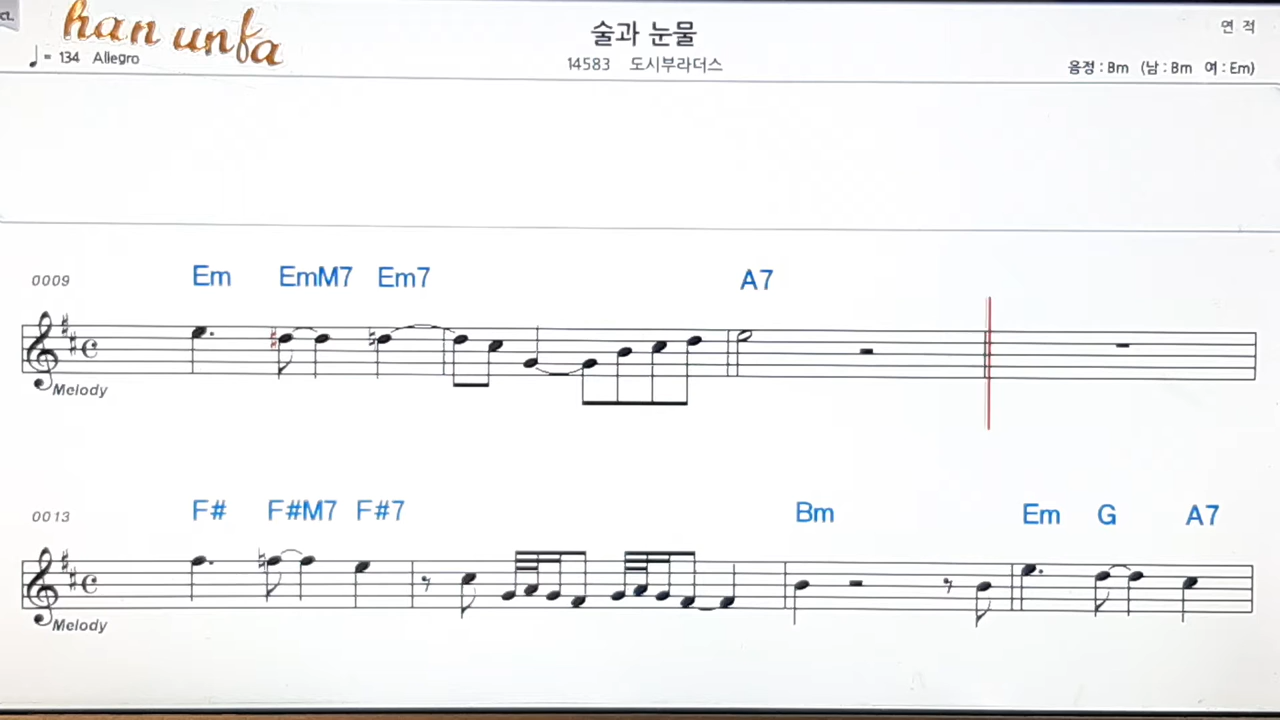 han unfa
술과 눈물
연 적
♩= 134 Allegro
14583 도시부라더스
음정 : Bm (남 : Bm 여 : Em)
0009 Em EmM7 Em7 A7
Melody
0013 F# F#M7 F#7 Bm Em G A7
Melody